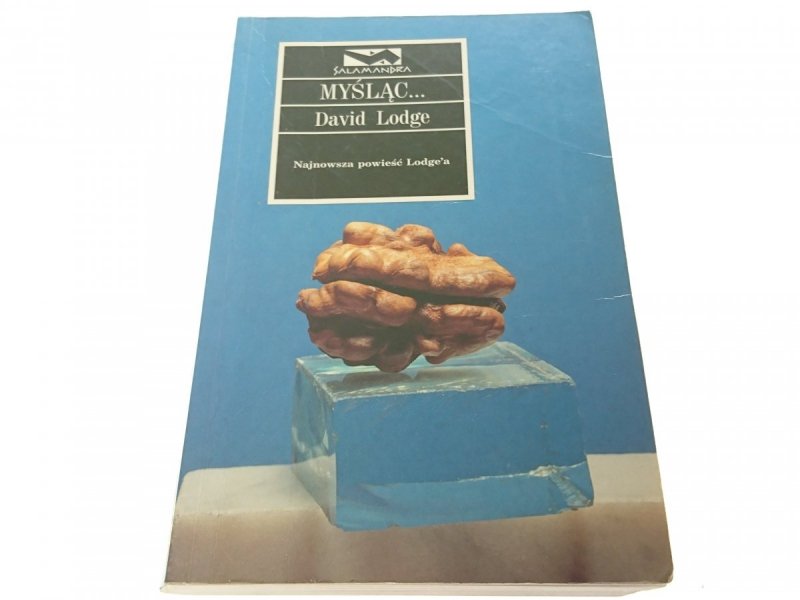 SALAMANDRA
MYŚLĄC...
David Lodge
Najnowsza powieść Lodge'a